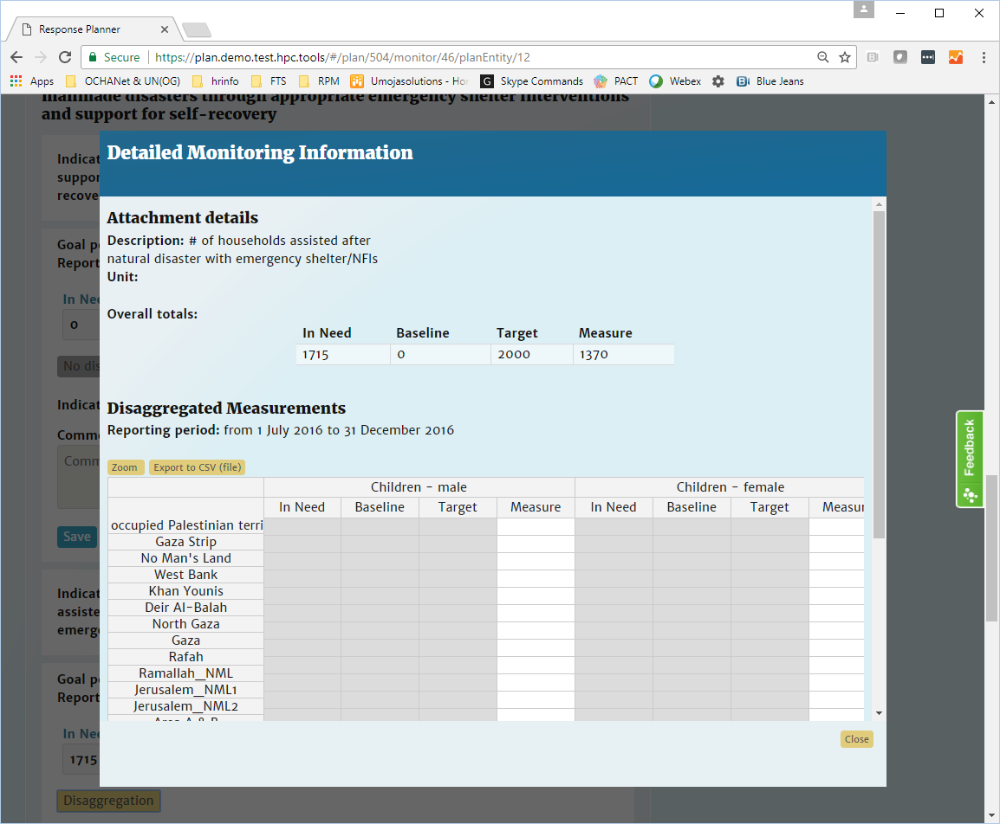 Response Planner
Secure
https://plan.demo.test.hpc.tools/#/plan/504/monitor/46/planEntity/12
Apps OCHANet & UN(OG) hrinfo FTS RPM Umojasolutions - Ho Skype Commands PACT Webex Blue Jeans
manmade disasters through appropriate emergency shelter interventions
and support for self-recovery
Detailed Monitoring Information
Indicat
suppor
recove
Goal p
Report
In Nee
0
No dis
Indicat
Comme
Comm
Save
Indicat
assiste
emerg
Goal p
Report
In Nee
1715
Disaggregation
Attachment details
Description: # of households assisted after
natural disaster with emergency shelter/NFIs
Unit:
Overall totals:
In Need Baseline Target Measure
1715 0 2000 1370
Disaggregated Measurements
Reporting period: from 1 July 2016 to 31 December 2016
Zoom Export to CSV (file)
Children - male Children - female
In Need Baseline Target Measure In Need Baseline Target Measur
occupied Palestinian terri
Gaza Strip
No Man's Land
West Bank
Khan Younis
Deir Al-Balah
North Gaza
Gaza
Rafah
Ramallah_NML
Jerusalem_NML1
Jerusalem_NML2
Area A & B
Close
Feedback